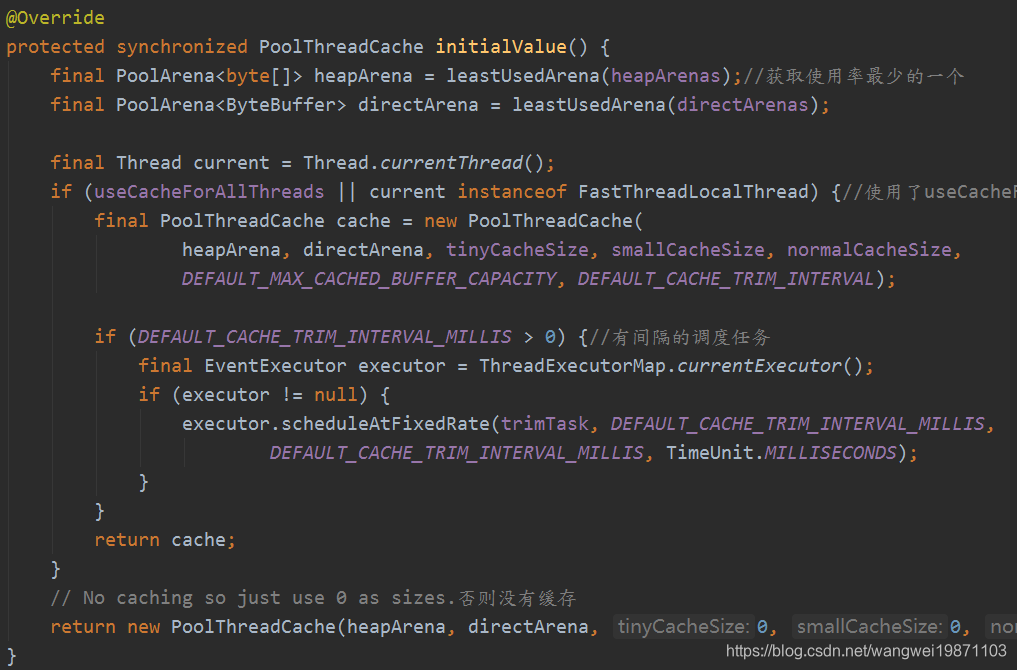 @Override
protected synchronized PoolThreadCache initialValue() {
final PoolArena<byte[]> heapArena = leastUsedArena(heapArenas);//获取使用率最少的一个
final PoolArena<ByteBuffer> directArena = leastUsedArena(directArenas);
final Thread current = Thread.currentThread();
if (useCacheForAllThreads || current instanceof FastThreadLocalThread) {//使用了useCacheF
final PoolThreadCache cache = new PoolThreadCache(
heapArena, directArena, tinyCacheSize, smallCacheSize, normalCacheSize,
DEFAULT_MAX_CACHED_BUFFER_CAPACITY, DEFAULT_CACHE_TRIM_INTERVAL);
if (DEFAULT_CACHE_TRIM_INTERVAL_MILLIS > 0) {//有间隔的调度任务
final EventExecutor executor = ThreadExecutorMap.currentExecutor();
if (executor != null) {
executor.scheduleAtFixedRate(trimTask, DEFAULT_CACHE_TRIM_INTERVAL_MILLIS,
DEFAULT_CACHE_TRIM_INTERVAL_MILLIS, TimeUnit.MILLISECONDS);
}
}
return cache;
}
// No caching so just use 0 as sizes.否则没有缓存
return new PoolThreadCache(heapArena, directArena, tinyCacheSize: 0, smallCacheSize: 0, nor
https://blog.csdn.net/wangwei19871103
}